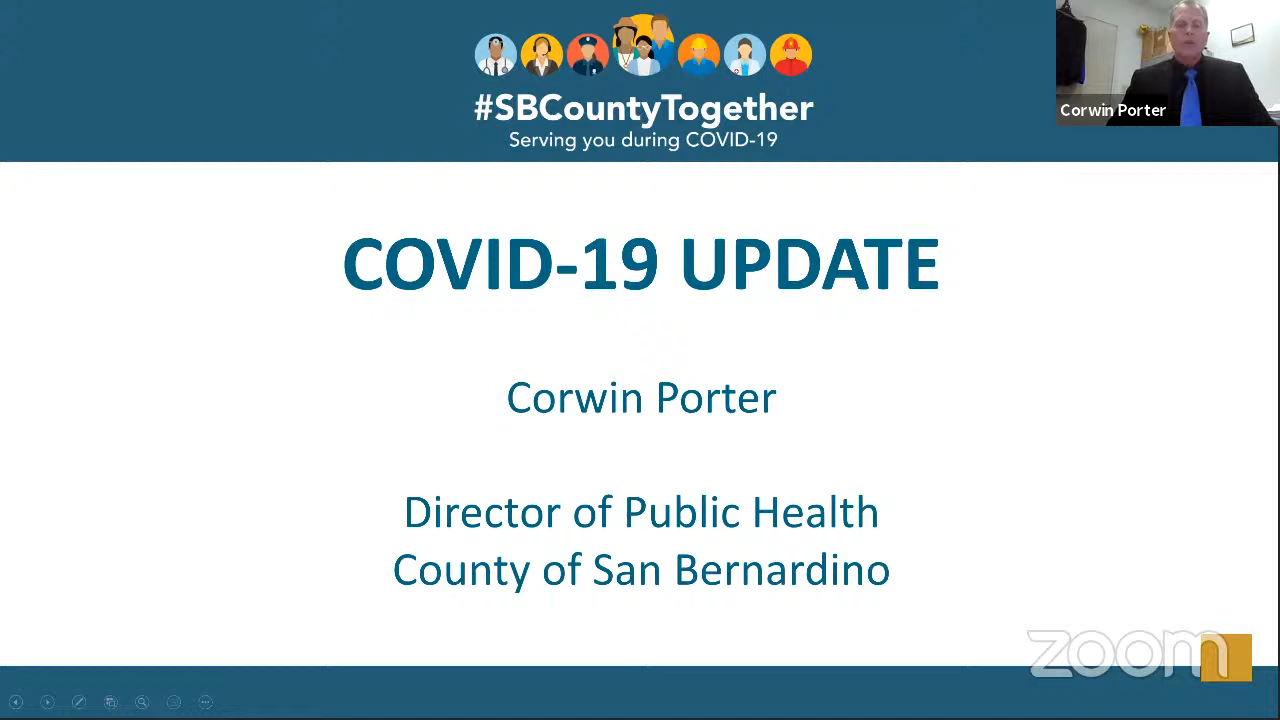 #SBCountyTogether
Serving you during COVID-19
Corwin Porter
COVID-19 UPDATE
Corwin Porter
Director of Public Health
County of San Bernardino
zoom